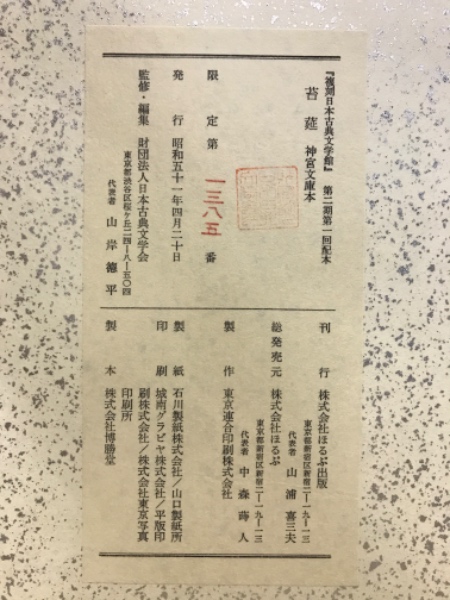 『複刻日本古典文学館』 第二期第一回配本
苔莚 神宮文庫本
限定第 一三八五 番
発行 昭和五十一年四月二十日
監修・編集 財団法人日本古典文学会
東京都渋谷区桜ヶ丘二四―八―五〇四
代表者 山岸徳平
刊行 株式会社ほるぷ出版
東京都新宿区新宿二―一九―一三
代表者 山浦喜三夫
総発売元 株式会社ほるぷ
東京都新宿区新宿二―一九―一三
代表者 中森蒔人
製作 東京連合印刷株式会社
製紙 石川製紙株式会社/山口製紙所
印刷 城南グラビヤ株式会社/平版印
刷株式会社/株式会社東京写真
印刷所
製本 株式会社博勝堂